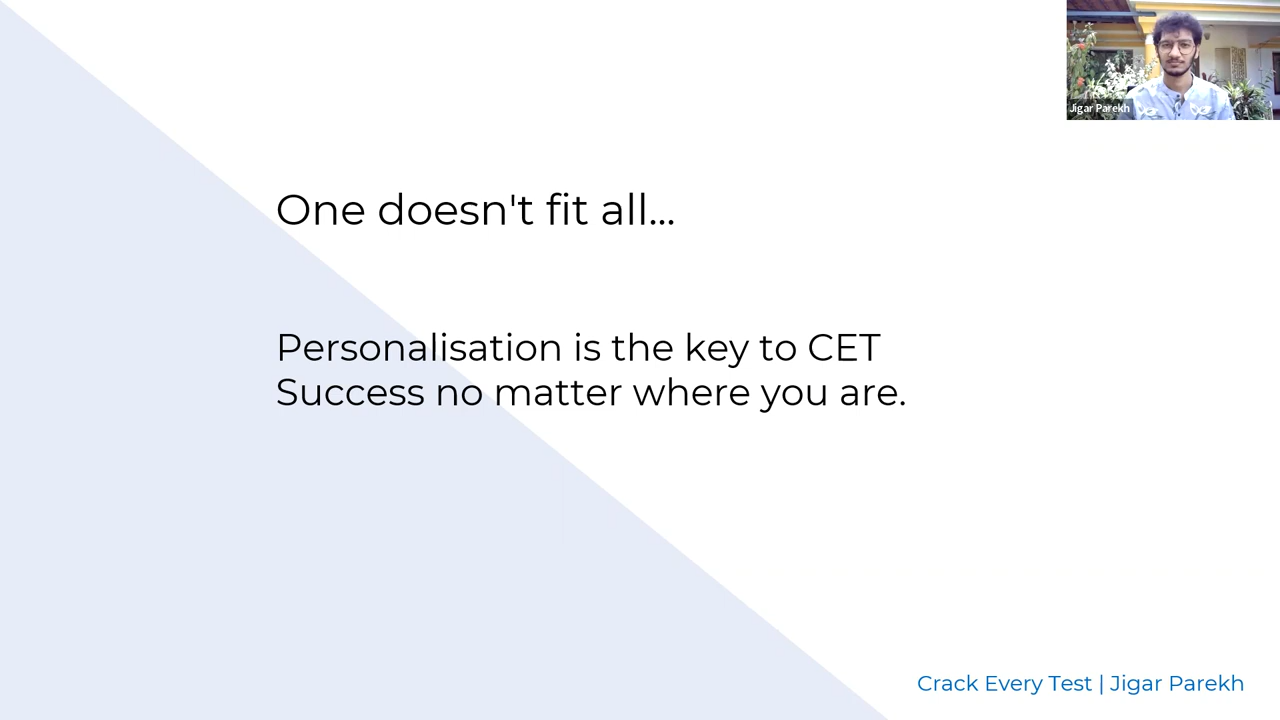 Jigar Parekh
One doesn't fit all...
Personalisation is the key to CET
Success no matter where you are.
Crack Every Test | Jigar Parekh